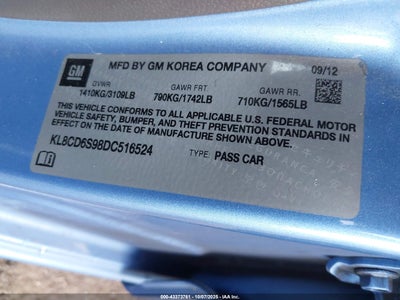 GM
MFD BY GM KOREA COMPANY
09/12
GVWR GAWR FRT GAWR RR.
1410KG/3109LB 790KG/1742LB 710KG/1565LB
THIS VEHICLE CONFORMS TO ALL APPLICABLE U.S. FEDERAL MOTOR
VEHICLE SAFETY, BUMPER, AND THEFT PREVENTION STANDARDS
IN EFFECT ON THE DATE OF MANUFACTURE SHOWN ABOVE.
KL8CD6S98DC516524
TYPE: PASS CAR
000-43373761 - 10/07/2025 - IAA Inc.